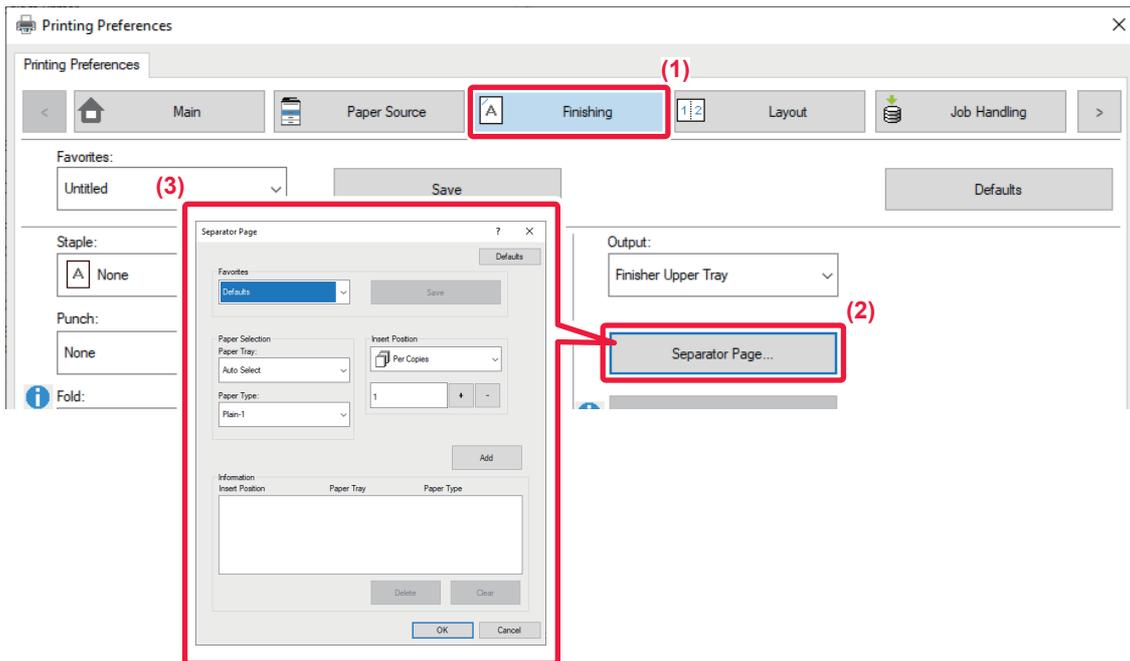 Printing Preferences
Printing Preferences
(1)
< Main Paper Source A Finishing 1 2 Layout Job Handling >
Favorites:
Untitled
Save
Defaults
(3)
Staple:
A None
Punch:
None
Fold:
Output:
Finisher Upper Tray
(2)
Separator Page...
Separator Page ? ×
Defaults
Favorites
Defaults
Save
Paper Selection
Paper Tray:
Auto Select
Paper Type:
Plain-1
Insert Position
Per Copies
1 + -
Add
Information
Insert Position Paper Tray Paper Type
Delete Clear
OK Cancel